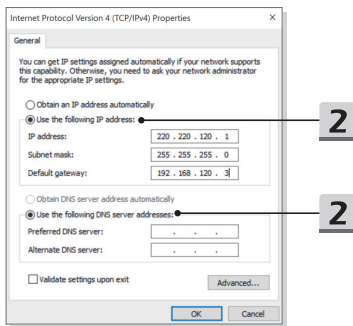 Internet Protocol Version 4 (TCP/IPv4) Properties
General
You can get IP settings assigned automatically if your network supports
this capability. Otherwise, you need to ask your network administrator
for the appropriate IP settings.
Obtain an IP address automatically
Use the following IP address:
2
IP address: 220 . 220 . 120 . 1
Subnet mask: 255 . 255 . 255 . 0
Default gateway: 192 . 168 . 120 . 3
Obtain DNS server address automatically
Use the following DNS server addresses:
2
Preferred DNS server: . . .
Alternate DNS server: . . .
Validate settings upon exit
Advanced...
OK Cancel